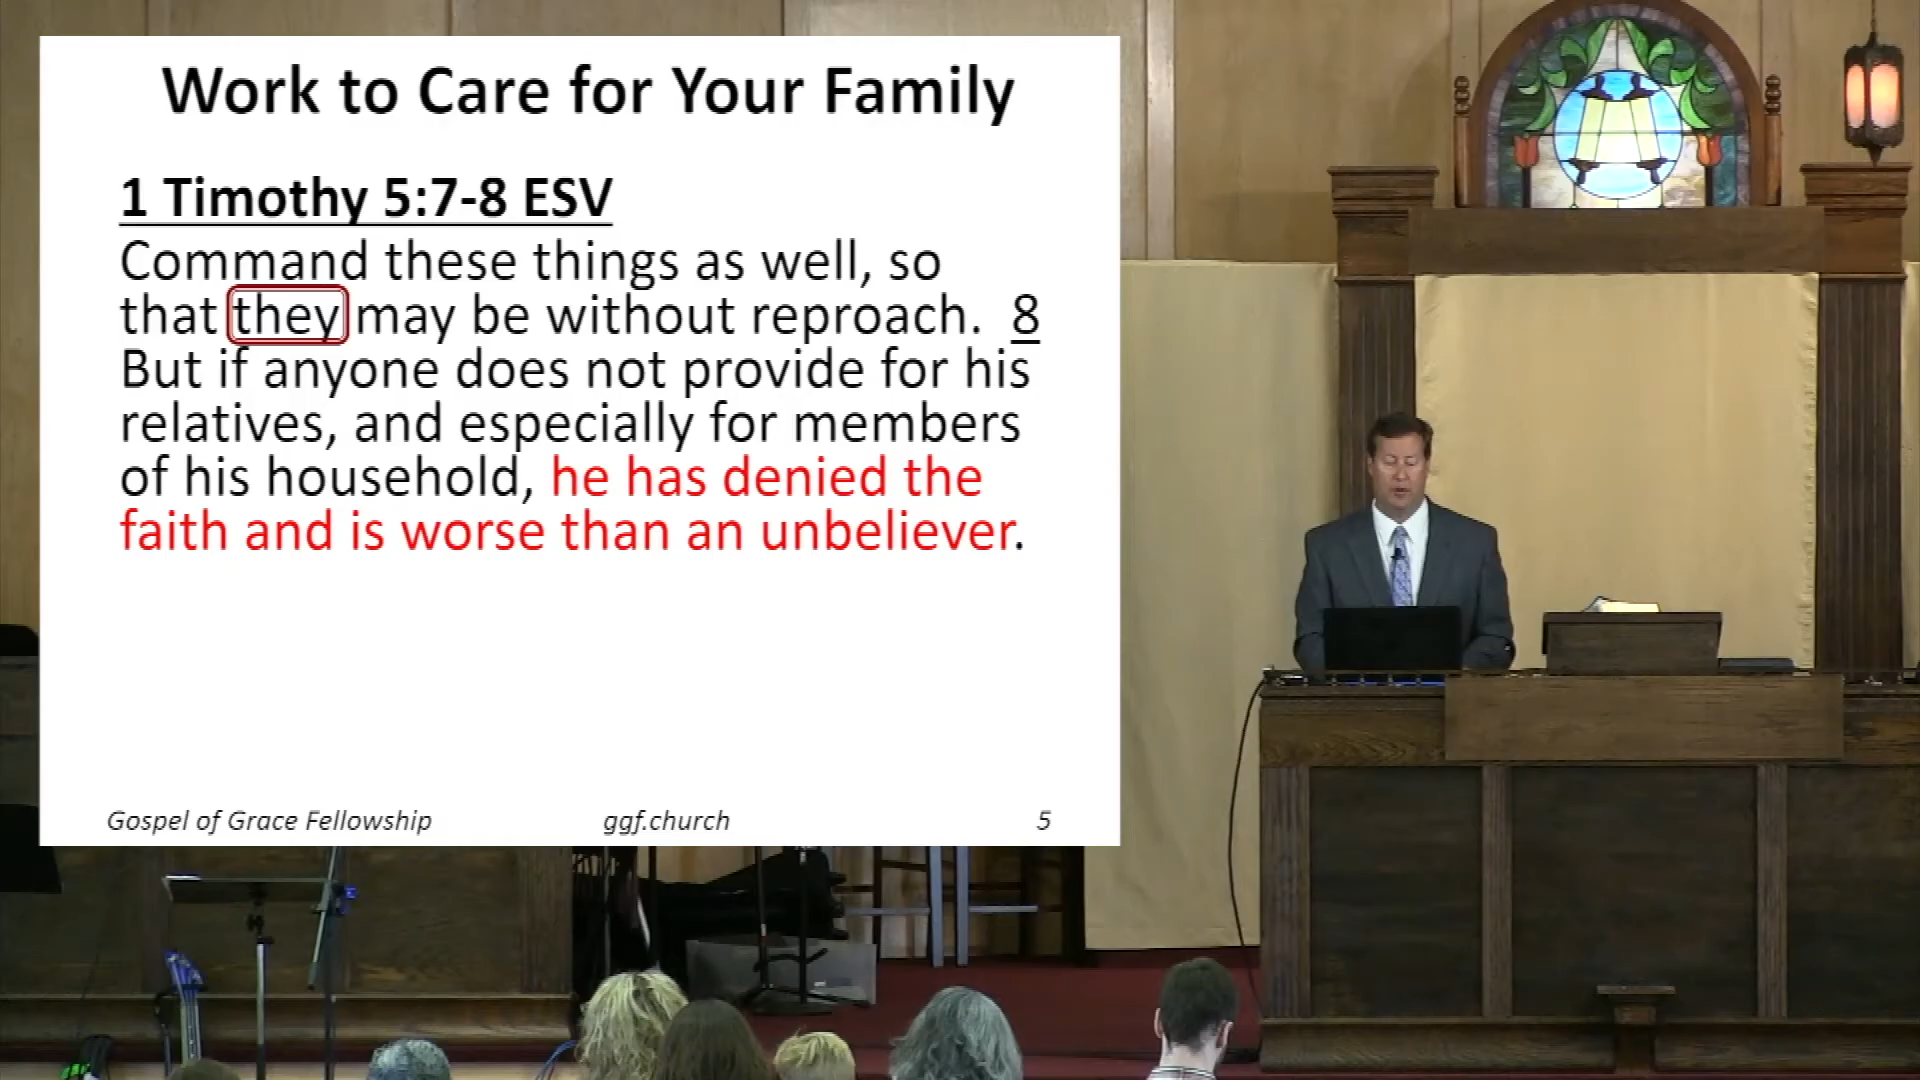 Work to Care for Your Family
1 Timothy 5:7-8 ESV
Command these things as well, so
that they may be without reproach. 8
But if anyone does not provide for his
relatives, and especially for members
of his household, he has denied the
faith and is worse than an unbeliever.
Gospel of Grace Fellowship ggf.church 5